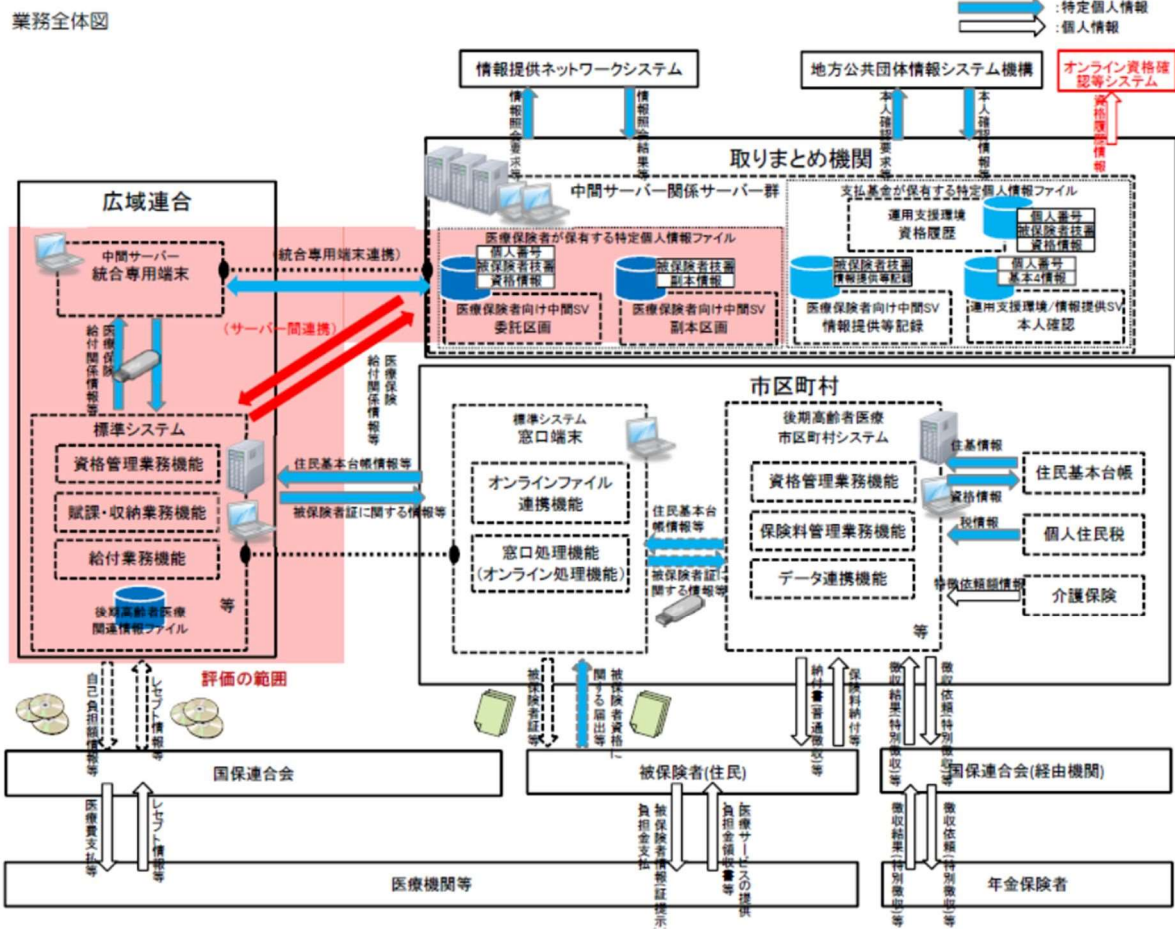 業務全体図
:特定個人情報
:個人情報
情報提供ネットワークシステム
地方公共団体情報システム機構
オンライン資格確
認等システム
情報照会要求等
情報照会結果等
本人確認要求等
本人確認情報等
資格履歴情報
取りまとめ機関
中間サーバー関係サーバー群
支払基金が保有する特定個人情報ファイル
運用支援環境
資格履歴
個人番号
被保険者枝番
資格情報
医療保険者が保有する特定個人情報ファイル
個人番号
被保険者枝番
資格情報
医療保険者向け中間SV
委託区画
被保険者枝番
副本情報
医療保険者向け中間SV
副本区画
被保険者枝番
情報提供等記録
医療保険者向け中間SV
情報提供等記録
個人番号
基本4情報
運用支援環境/情報提供SV
本人確認
広域連合
中間サーバー
統合専用端末
(統合専用端末連携)
(サーバー間連携)
医療保険
給付関係情報等
医療保険
給付関係情報等
標準システム
資格管理業務機能
賦課・収納業務機能
給付業務機能
後期高齢者医療
関連情報ファイル
等
評価の範囲
住民基本台帳情報等
被保険者証に関する情報等
市区町村
標準システム
窓口端末
オンラインファイル
連携機能
窓口処理機能
(オンライン処理機能)
住民基本台
帳情報等
被保険者証に
関する情報等
後期高齢者医療
市区町村システム
資格管理業務機能
保険料管理業務機能
データ連携機能
等
住基情報
資格情報
税情報
特徴依頼額情報
住民基本台帳
個人住民税
介護保険
自己負担額情報等
レセプト情報等
被保険者証等
被保険者資格に
関する届出等
納付書(普通徴収)等
保険料納付等
徴収結果(特別徴収)等
徴収依頼(特別徴収)等
国保連合会
被保険者(住民)
国保連合会(経由機関)
医療費支払等
レセプト情報等
被保険者情報(証提示)
負担金支払
医療サービスの提供
負担金領収書等
徴収結果(特別徴収)等
徴収依頼(特別徴収)等
医療機関等
年金保険者